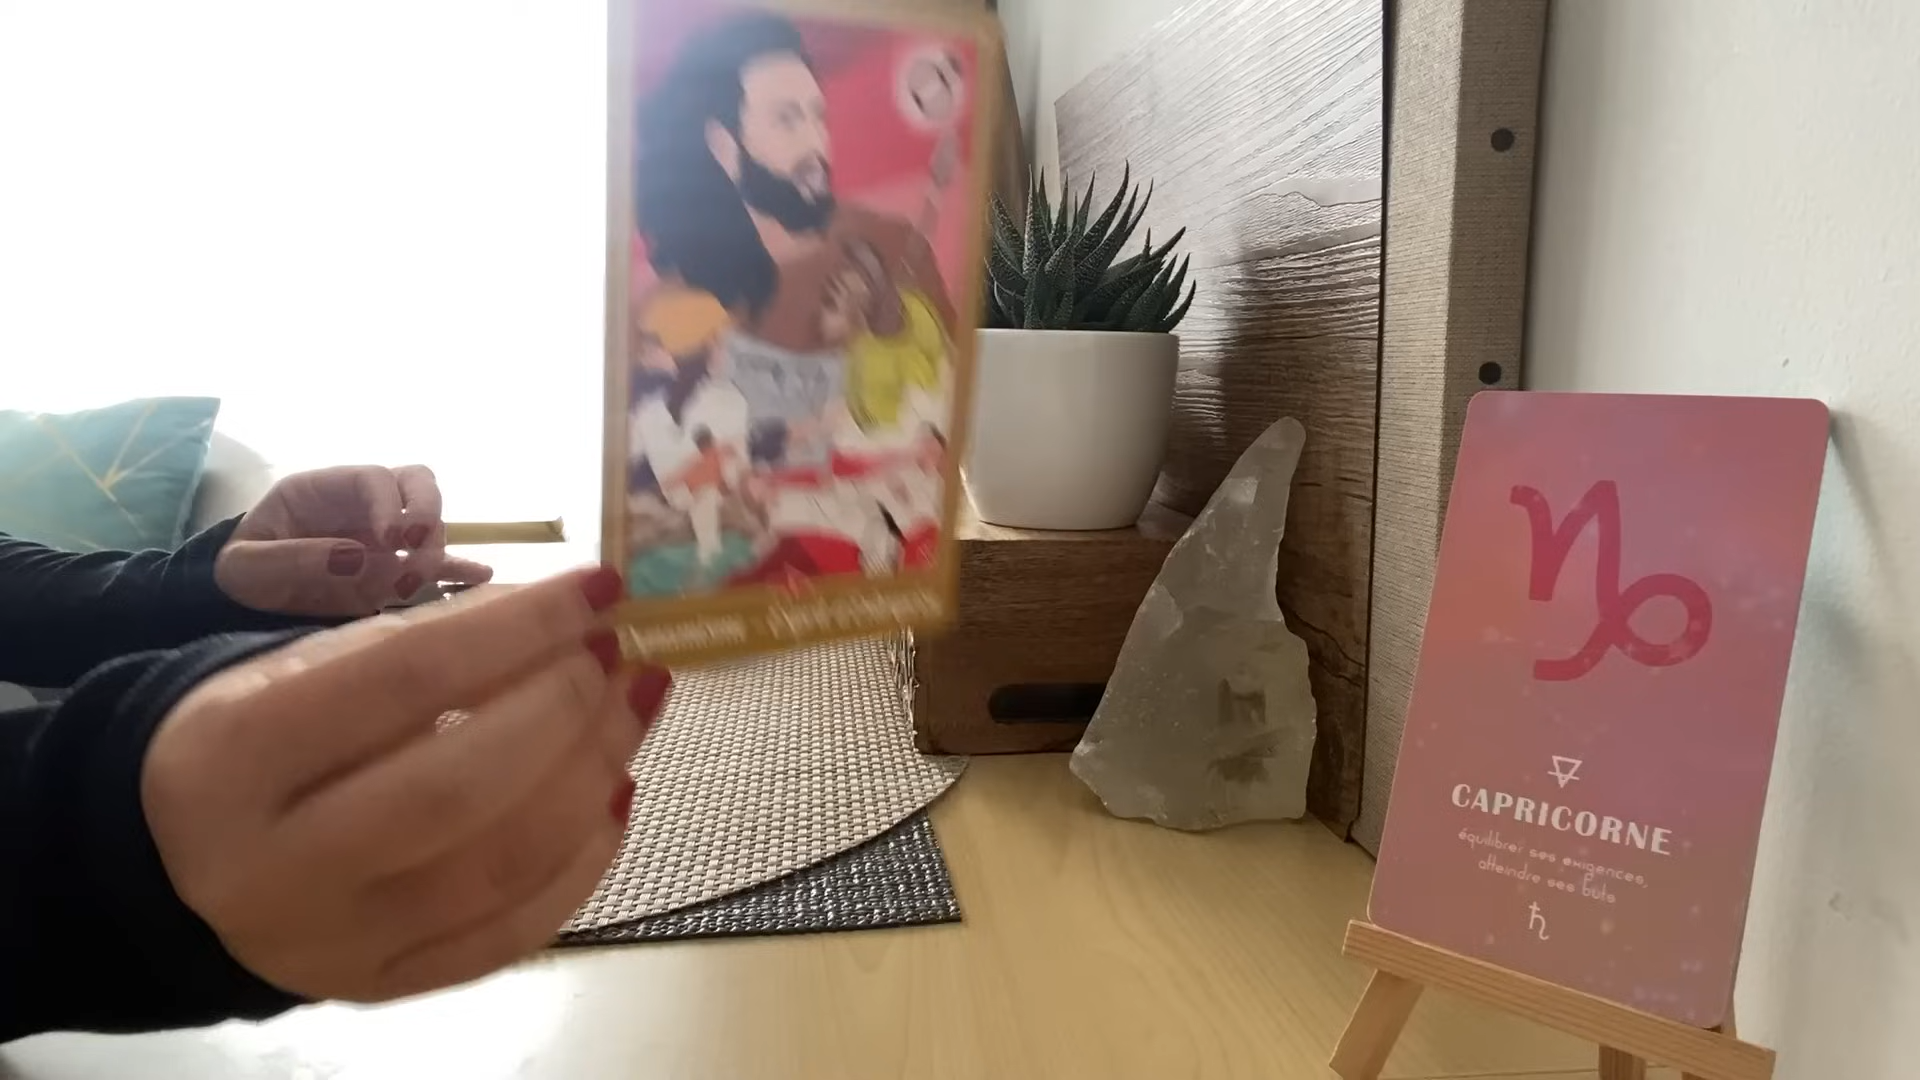 CAPRICORNE
équilibrer ses exigences,
atteindre ses buts